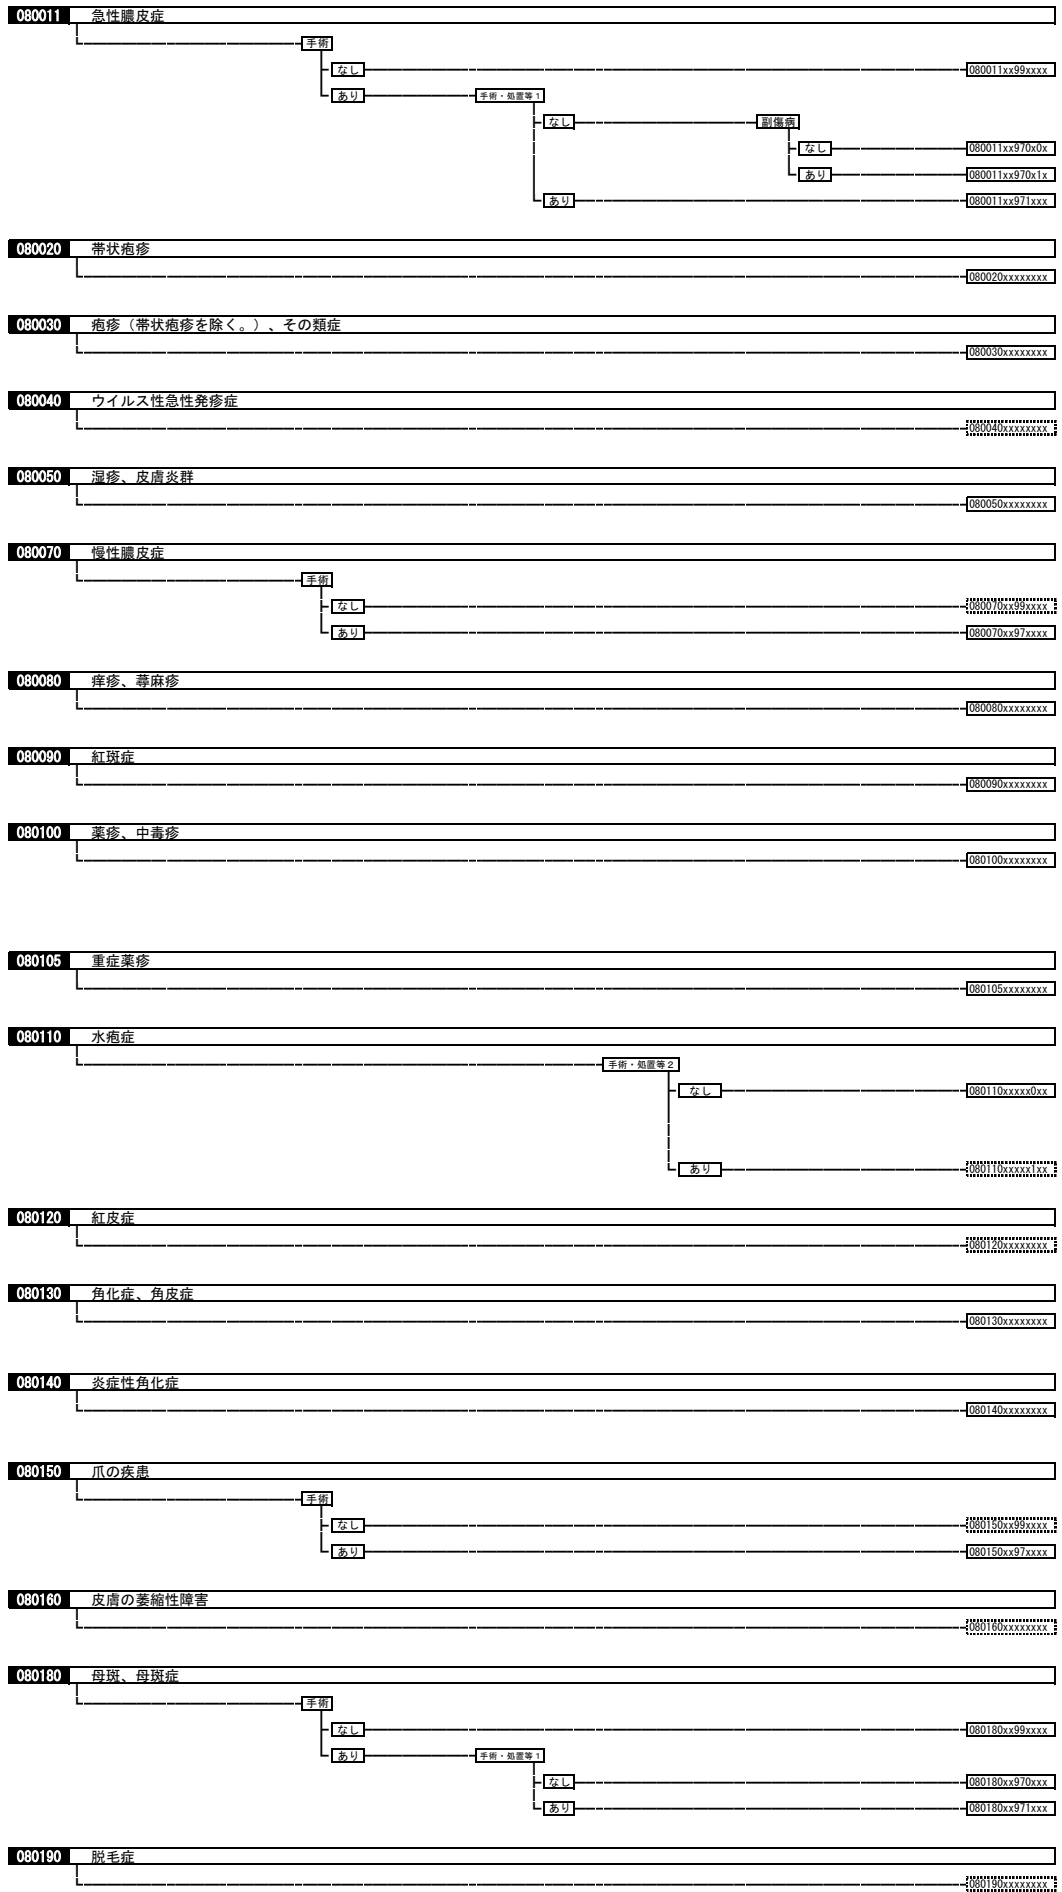 080011 急性膿皮症
手術
なし 080011xx99xxxx
あり 手術・処置等1
なし 副傷病
なし 080011xx970x0x
あり 080011xx970x1x
あり 080011xx971xxx
080020 帯状疱疹
080020xxxxxxxx
080030 疱疹（帯状疱疹を除く。）、その類症
080030xxxxxxxx
080040 ウイルス性急性発疹症
080040xxxxxxxx
080050 湿疹、皮膚炎群
080050xxxxxxxx
080070 慢性膿皮症
手術
なし 080070xx99xxxx
あり 080070xx97xxxx
080080 痒疹、蕁麻疹
080080xxxxxxxx
080090 紅斑症
080090xxxxxxxx
080100 薬疹、中毒疹
080100xxxxxxxx
080105 重症薬疹
080105xxxxxxxx
080110 水疱症
手術・処置等2
なし 080110xxxxx0xx
あり 080110xxxxx1xx
080120 紅皮症
080120xxxxxxxx
080130 角化症、角皮症
080130xxxxxxxx
080140 炎症性角化症
080140xxxxxxxx
080150 爪の疾患
手術
なし 080150xx99xxxx
あり 080150xx97xxxx
080160 皮膚の萎縮性障害
080160xxxxxxxx
080180 母斑、母斑症
手術
なし 080180xx99xxxx
あり 手術・処置等1
なし 080180xx970xxx
あり 080180xx971xxx
080190 脱毛症
080190xxxxxxxx